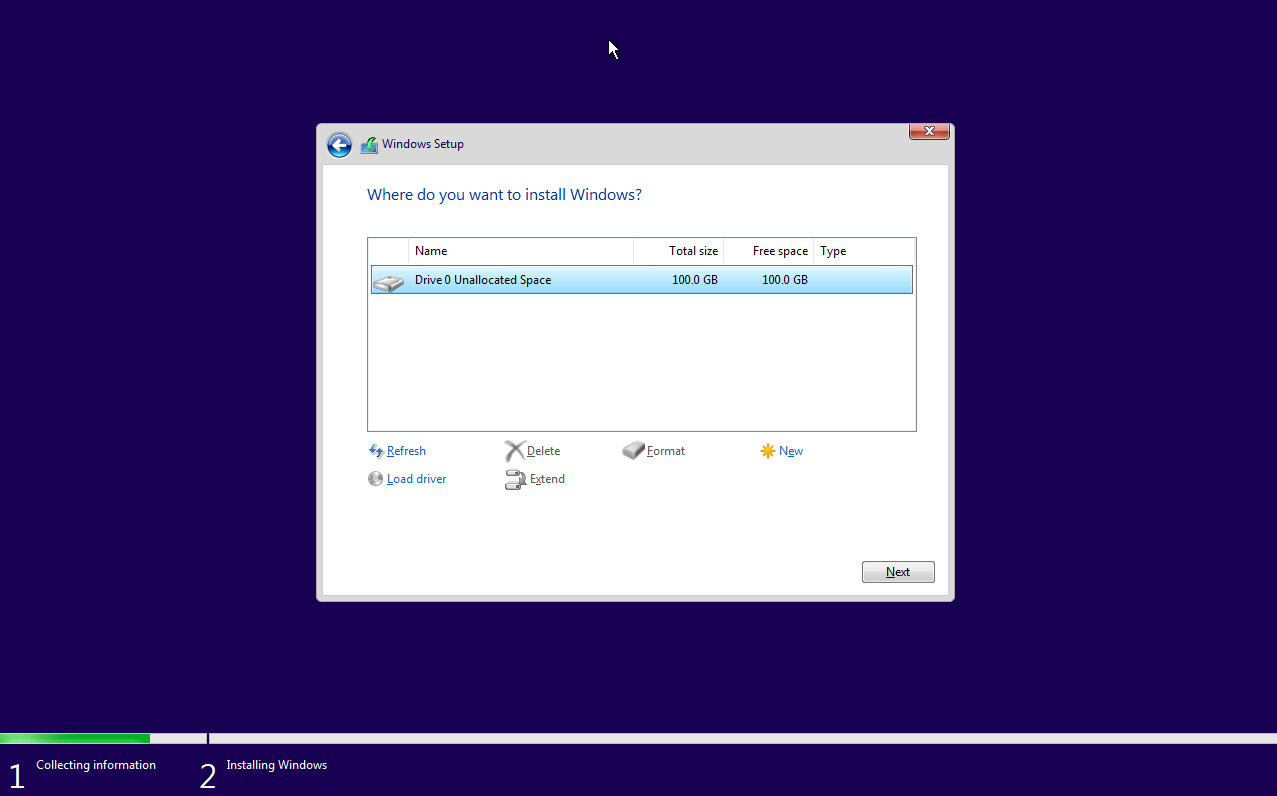 Windows Setup
Where do you want to install Windows?
Name Total size Free space Type
Drive 0 Unallocated Space 100.0 GB 100.0 GB
Refresh Delete Format New
Load driver Extend
Next
1 Collecting information 2 Installing Windows